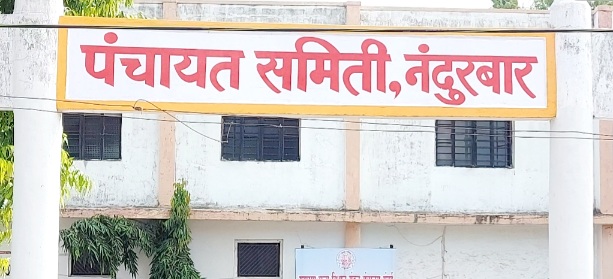 पंचायत समिती, नंदुरबार